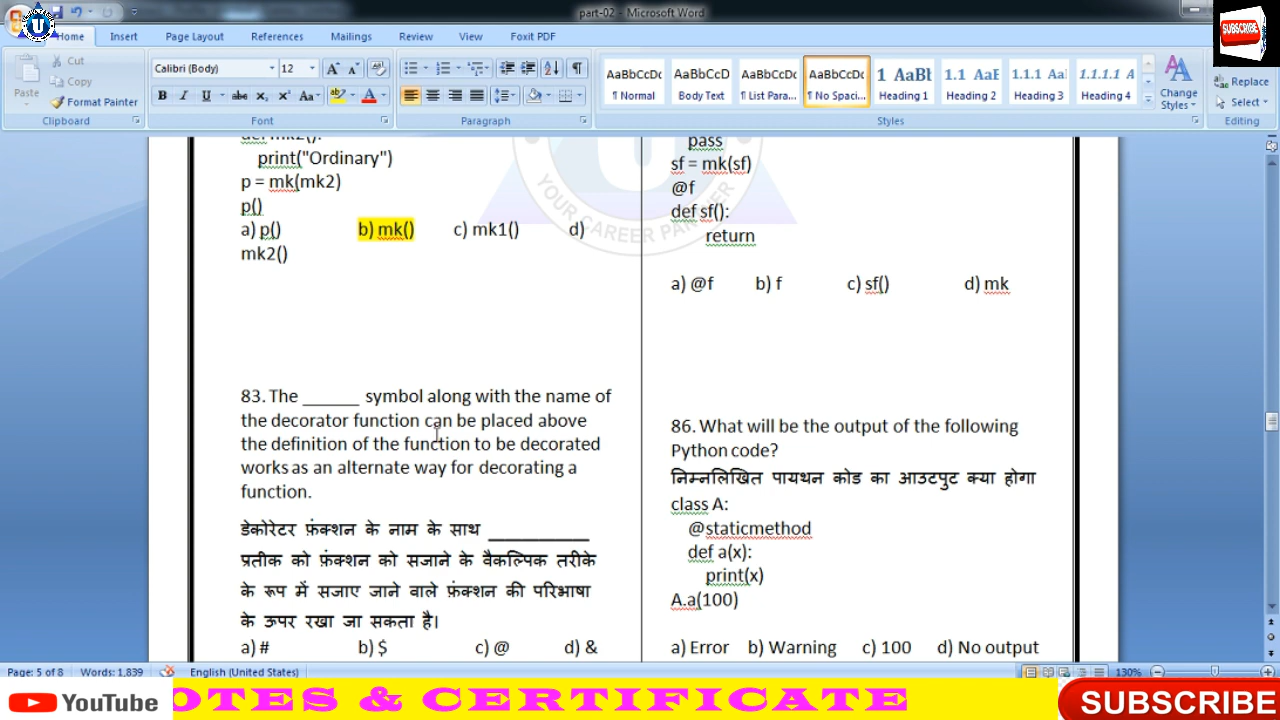 part-02 - Microsoft Word
Home Insert Page Layout References Mailings Review View Foxit PDF
SUBSCRIBE
Paste Cut Copy Format Painter
Calibri (Body) 12
AaBbCcDc AaBbCcD AaBbCcDc AaBbCcDc 1 AaBb 1.1 AaB 1.1.1 Aa 1.1.1.1 A
¶ Normal Body Text ¶ List Para... ¶ No Spaci... Heading 1 Heading 2 Heading 3 Heading 4
Change Styles
Replace
Select
Clipboard Font Paragraph Styles Editing
def mk2():
print("Ordinary")
p = mk(mk2)
p()
a) p() b) mk() c) mk1() d)
mk2()
83. The ______ symbol along with the name of
the decorator function can be placed above
the definition of the function to be decorated
works as an alternate way for decorating a
function.
डेकोरेटर फ़ंक्शन के नाम के साथ __________
प्रतीक को फ़ंक्शन को सजाने के वैकल्पिक तरीके
के रूप में सजाए जाने वाले फ़ंक्शन की परिभाषा
के ऊपर रखा जा सकता है।
a) # b) $ c) @ d) &
pass
sf = mk(sf)
@f
def sf():
return
a) @f b) f c) sf() d) mk
86. What will be the output of the following
Python code?
निम्नलिखित पायथन कोड का आउटपुट क्या होगा
class A:
@staticmethod
def a(x):
print(x)
A.a(100)
a) Error b) Warning c) 100 d) No output
YOUR CAREER PARTNER
Page: 5 of 8 Words: 1,839 English (United States) 130%
YouTube OTES & CERTIFICATE SUBSCRIBE